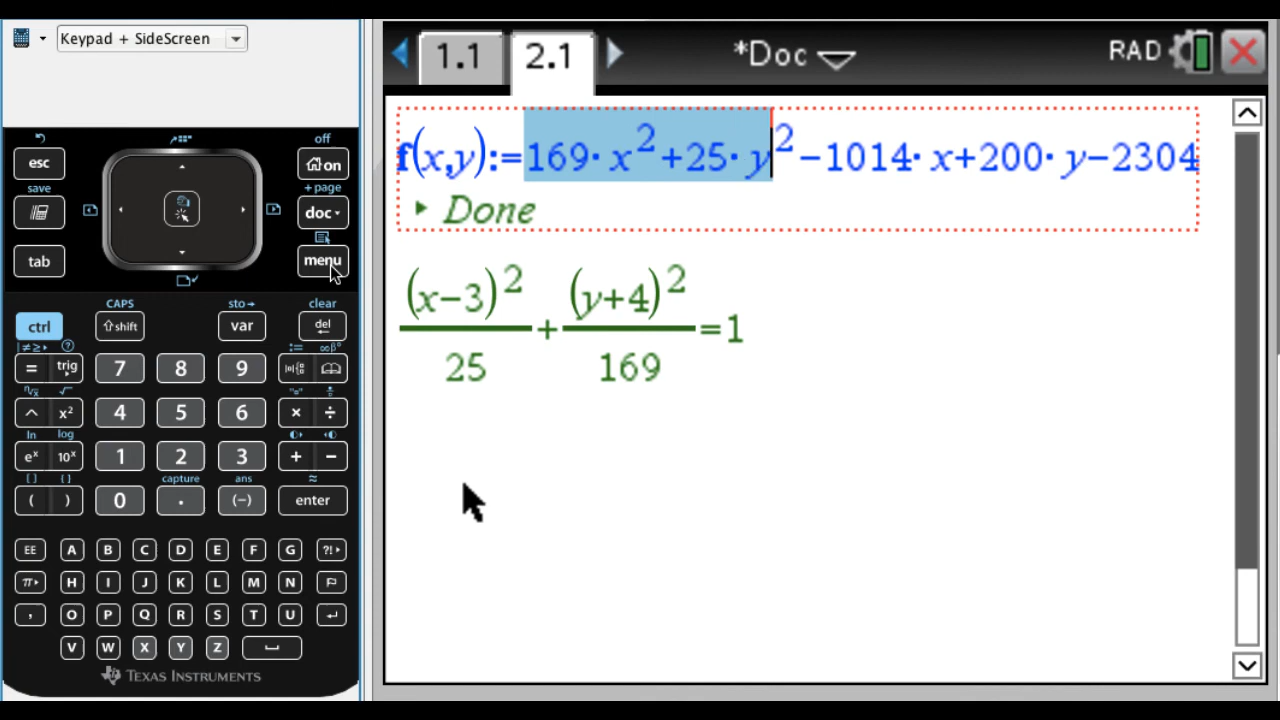 Keypad + SideScreen
1.1 2.1 *Doc RAD
f(x,y):=169·x²+25·y²−1014·x+200·y−2304
▸ Done
(x−3)²/25+(y+4)²/169=1
off
esc on
save + page
doc▾
tab menu
CAPS sto→ clear
ctrl ⇧shift var del
|≠≥▸ ? := ∞β°
= trig 7 8 9 |□|{
ⁿ√x √ "□"
^ x² 4 5 6 × ÷
ln log
eˣ 10ˣ 1 2 3 + −
[ ] { } capture ans ≈
( ) 0 . (−) enter
EE A B C D E F G ?!▸
π▸ H I J K L M N
, O P Q R S T U ↵
V W X Y Z
TEXAS INSTRUMENTS